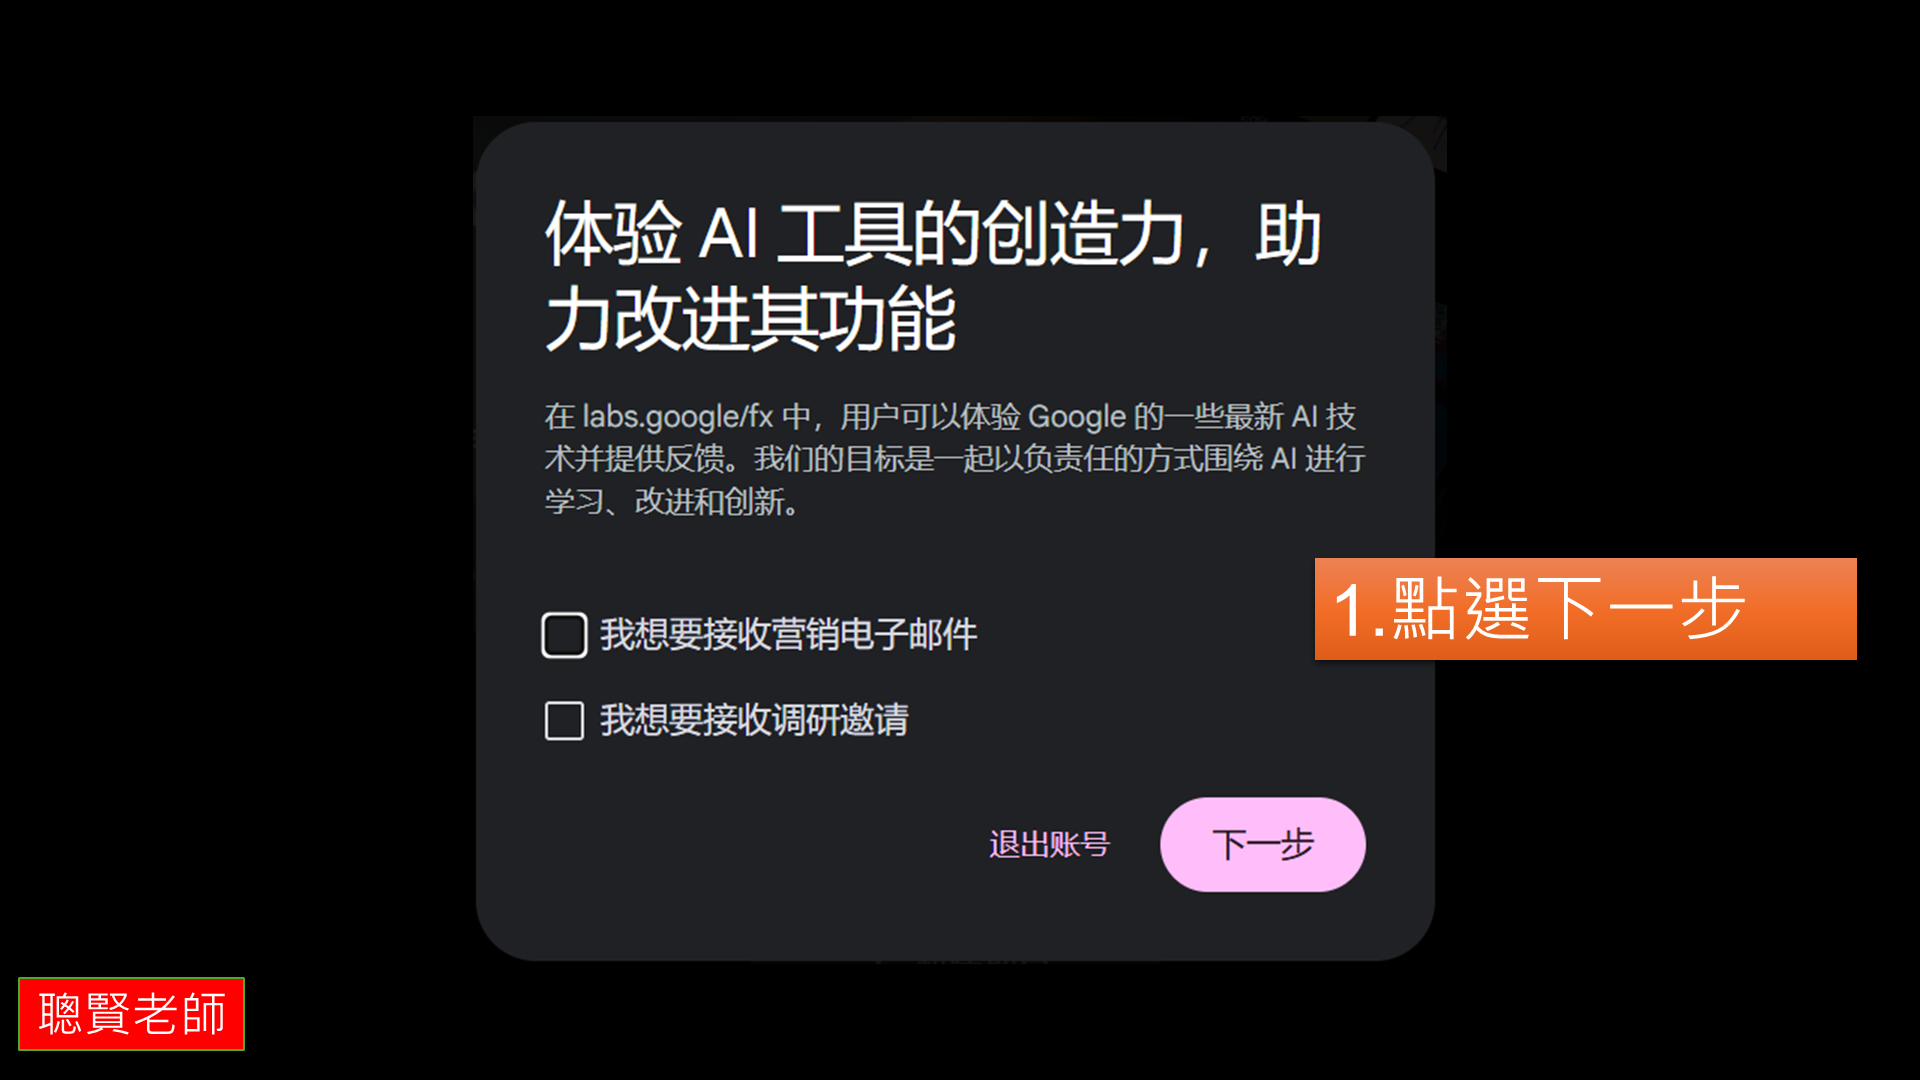 体验 AI 工具的创造力，助
力改进其功能
在 labs.google/fx 中，用户可以体验 Google 的一些最新 AI 技
术并提供反馈。我们的目标是一起以负责任的方式围绕 AI 进行
学习、改进和创新。
1.點選下一步
我想要接收营销电子邮件
我想要接收调研邀请
退出账号
下一步
聰賢老師